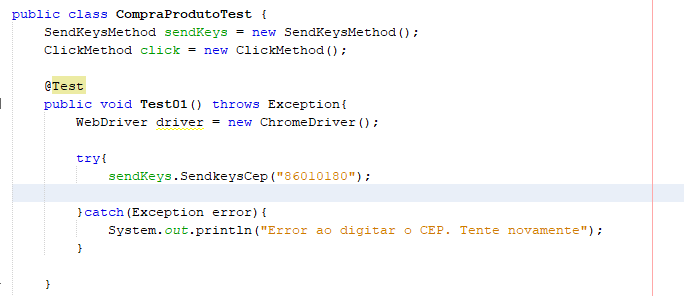 public class CompraProdutoTest {
SendKeysMethod sendKeys = new SendKeysMethod();
ClickMethod click = new ClickMethod();
@Test
public void Test01() throws Exception{
WebDriver driver = new ChromeDriver();
try{
sendKeys.SendkeysCep("86010180");
}catch(Exception error){
System.out.println("Error ao digitar o CEP. Tente novamente");
}
}